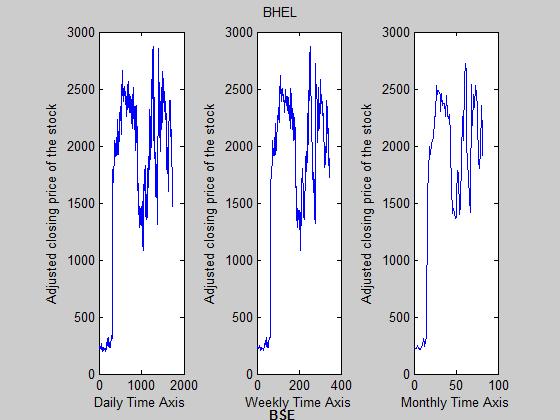 BHEL
3000
2500
2000
1500
1000
500
0
0 1000 2000
Daily Time Axis
Adjusted closing price of the stock
3000
2500
2000
1500
1000
500
0
0 200 400
Weekly Time Axis
Adjusted closing price of the stock
3000
2500
2000
1500
1000
500
0
0 50 100
Monthly Time Axis
Adjusted closing price of the stock
BSE